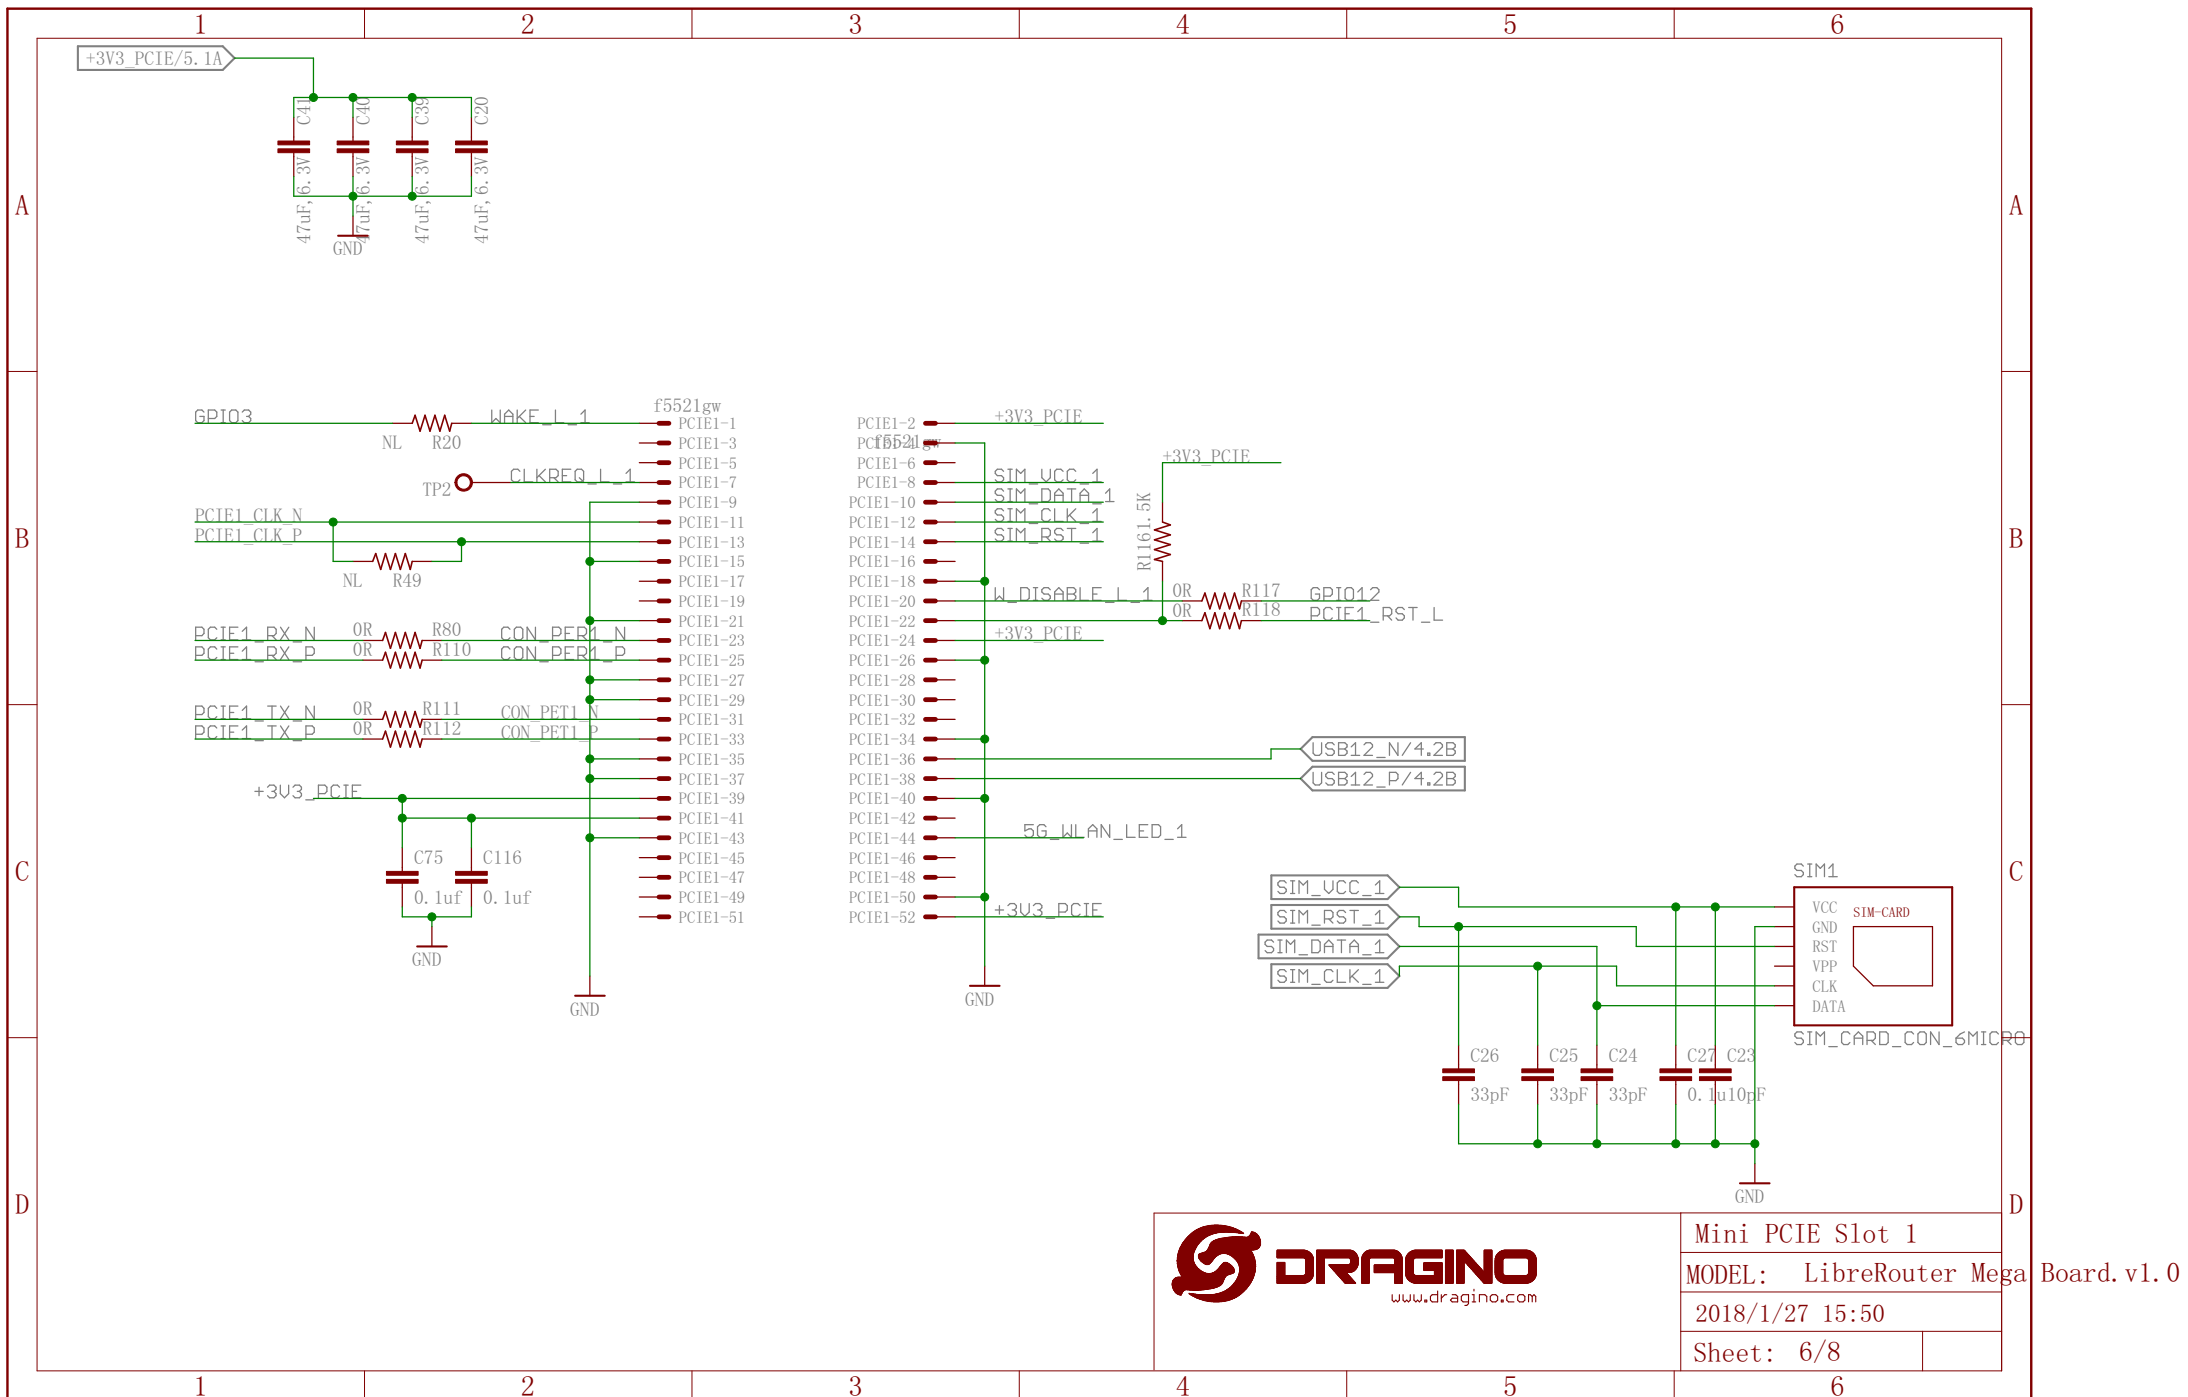 1 2 3 4 5 6
+3V3_PCIE/5.1A
C41 C40 C39 C20
47uF,6.3V 47uF,6.3V 47uF,6.3V 47uF,6.3V
GND
A A
f5521gw
GPIO3 NL R20 WAKE_L_1 PCIE1-1
PCIE1-3
PCIE1-5
TP2 CLKREQ_L_1 PCIE1-7
PCIE1-9
PCIE1_CLK_N PCIE1-11
PCIE1_CLK_P PCIE1-13
PCIE1-15
NL R49 PCIE1-17
PCIE1-19
PCIE1-21
PCIE1_RX_N 0R R80 CON_PER1_N PCIE1-23
PCIE1_RX_P 0R R110 CON_PER1_P PCIE1-25
PCIE1-27
PCIE1-29
PCIE1_TX_N 0R R111 CON_PET1_N PCIE1-31
PCIE1_TX_P 0R R112 CON_PET1_P PCIE1-33
PCIE1-35
PCIE1-37
+3V3_PCIE PCIE1-39
PCIE1-41
PCIE1-43
C75 C116 PCIE1-45
PCIE1-47
0.1uf 0.1uf PCIE1-49
PCIE1-51
GND
GND
PCIE1-2 +3V3_PCIE
PCIE1-4 f5521gw
PCIE1-6
PCIE1-8 SIM_VCC_1
PCIE1-10 SIM_DATA_1
PCIE1-12 SIM_CLK_1
PCIE1-14 SIM_RST_1
PCIE1-16
PCIE1-18
PCIE1-20 W_DISABLE_L_1 0R R117 GPIO12
PCIE1-22 0R R118 PCIE1_RST_L
PCIE1-24 +3V3_PCIE
PCIE1-26
PCIE1-28
PCIE1-30
PCIE1-32
PCIE1-34
PCIE1-36 USB12_N/4.2B
PCIE1-38 USB12_P/4.2B
PCIE1-40
PCIE1-42
PCIE1-44 5G_WLAN_LED_1
PCIE1-46
PCIE1-48
PCIE1-50
PCIE1-52 +3V3_PCIE
GND
+3V3_PCIE
R116 1.5K
B B
C C
SIM_VCC_1
SIM_RST_1
SIM_DATA_1
SIM_CLK_1
SIM1
VCC SIM-CARD
GND
RST
VPP
CLK
DATA
SIM_CARD_CON_6MICRO
C26 C25 C24 C27 C23
33pF 33pF 33pF 0.1u 10pF
GND
D D
DRAGINO
www.dragino.com
Mini PCIE Slot 1
MODEL: LibreRouter Mega Board.v1.0
2018/1/27 15:50
Sheet: 6/8
1 2 3 4 5 6